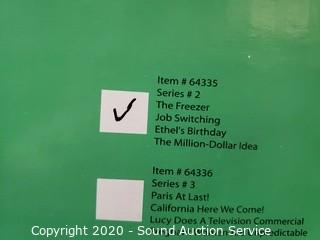 Item # 64335
Series # 2
The Freezer
Job Switching
Ethel's Birthday
The Million-Dollar Idea
Item # 64336
Series # 3
Paris At Last!
California Here We Come!
Lucy Does A Television Commercial
Copyright 2020 - Sound Auction Service